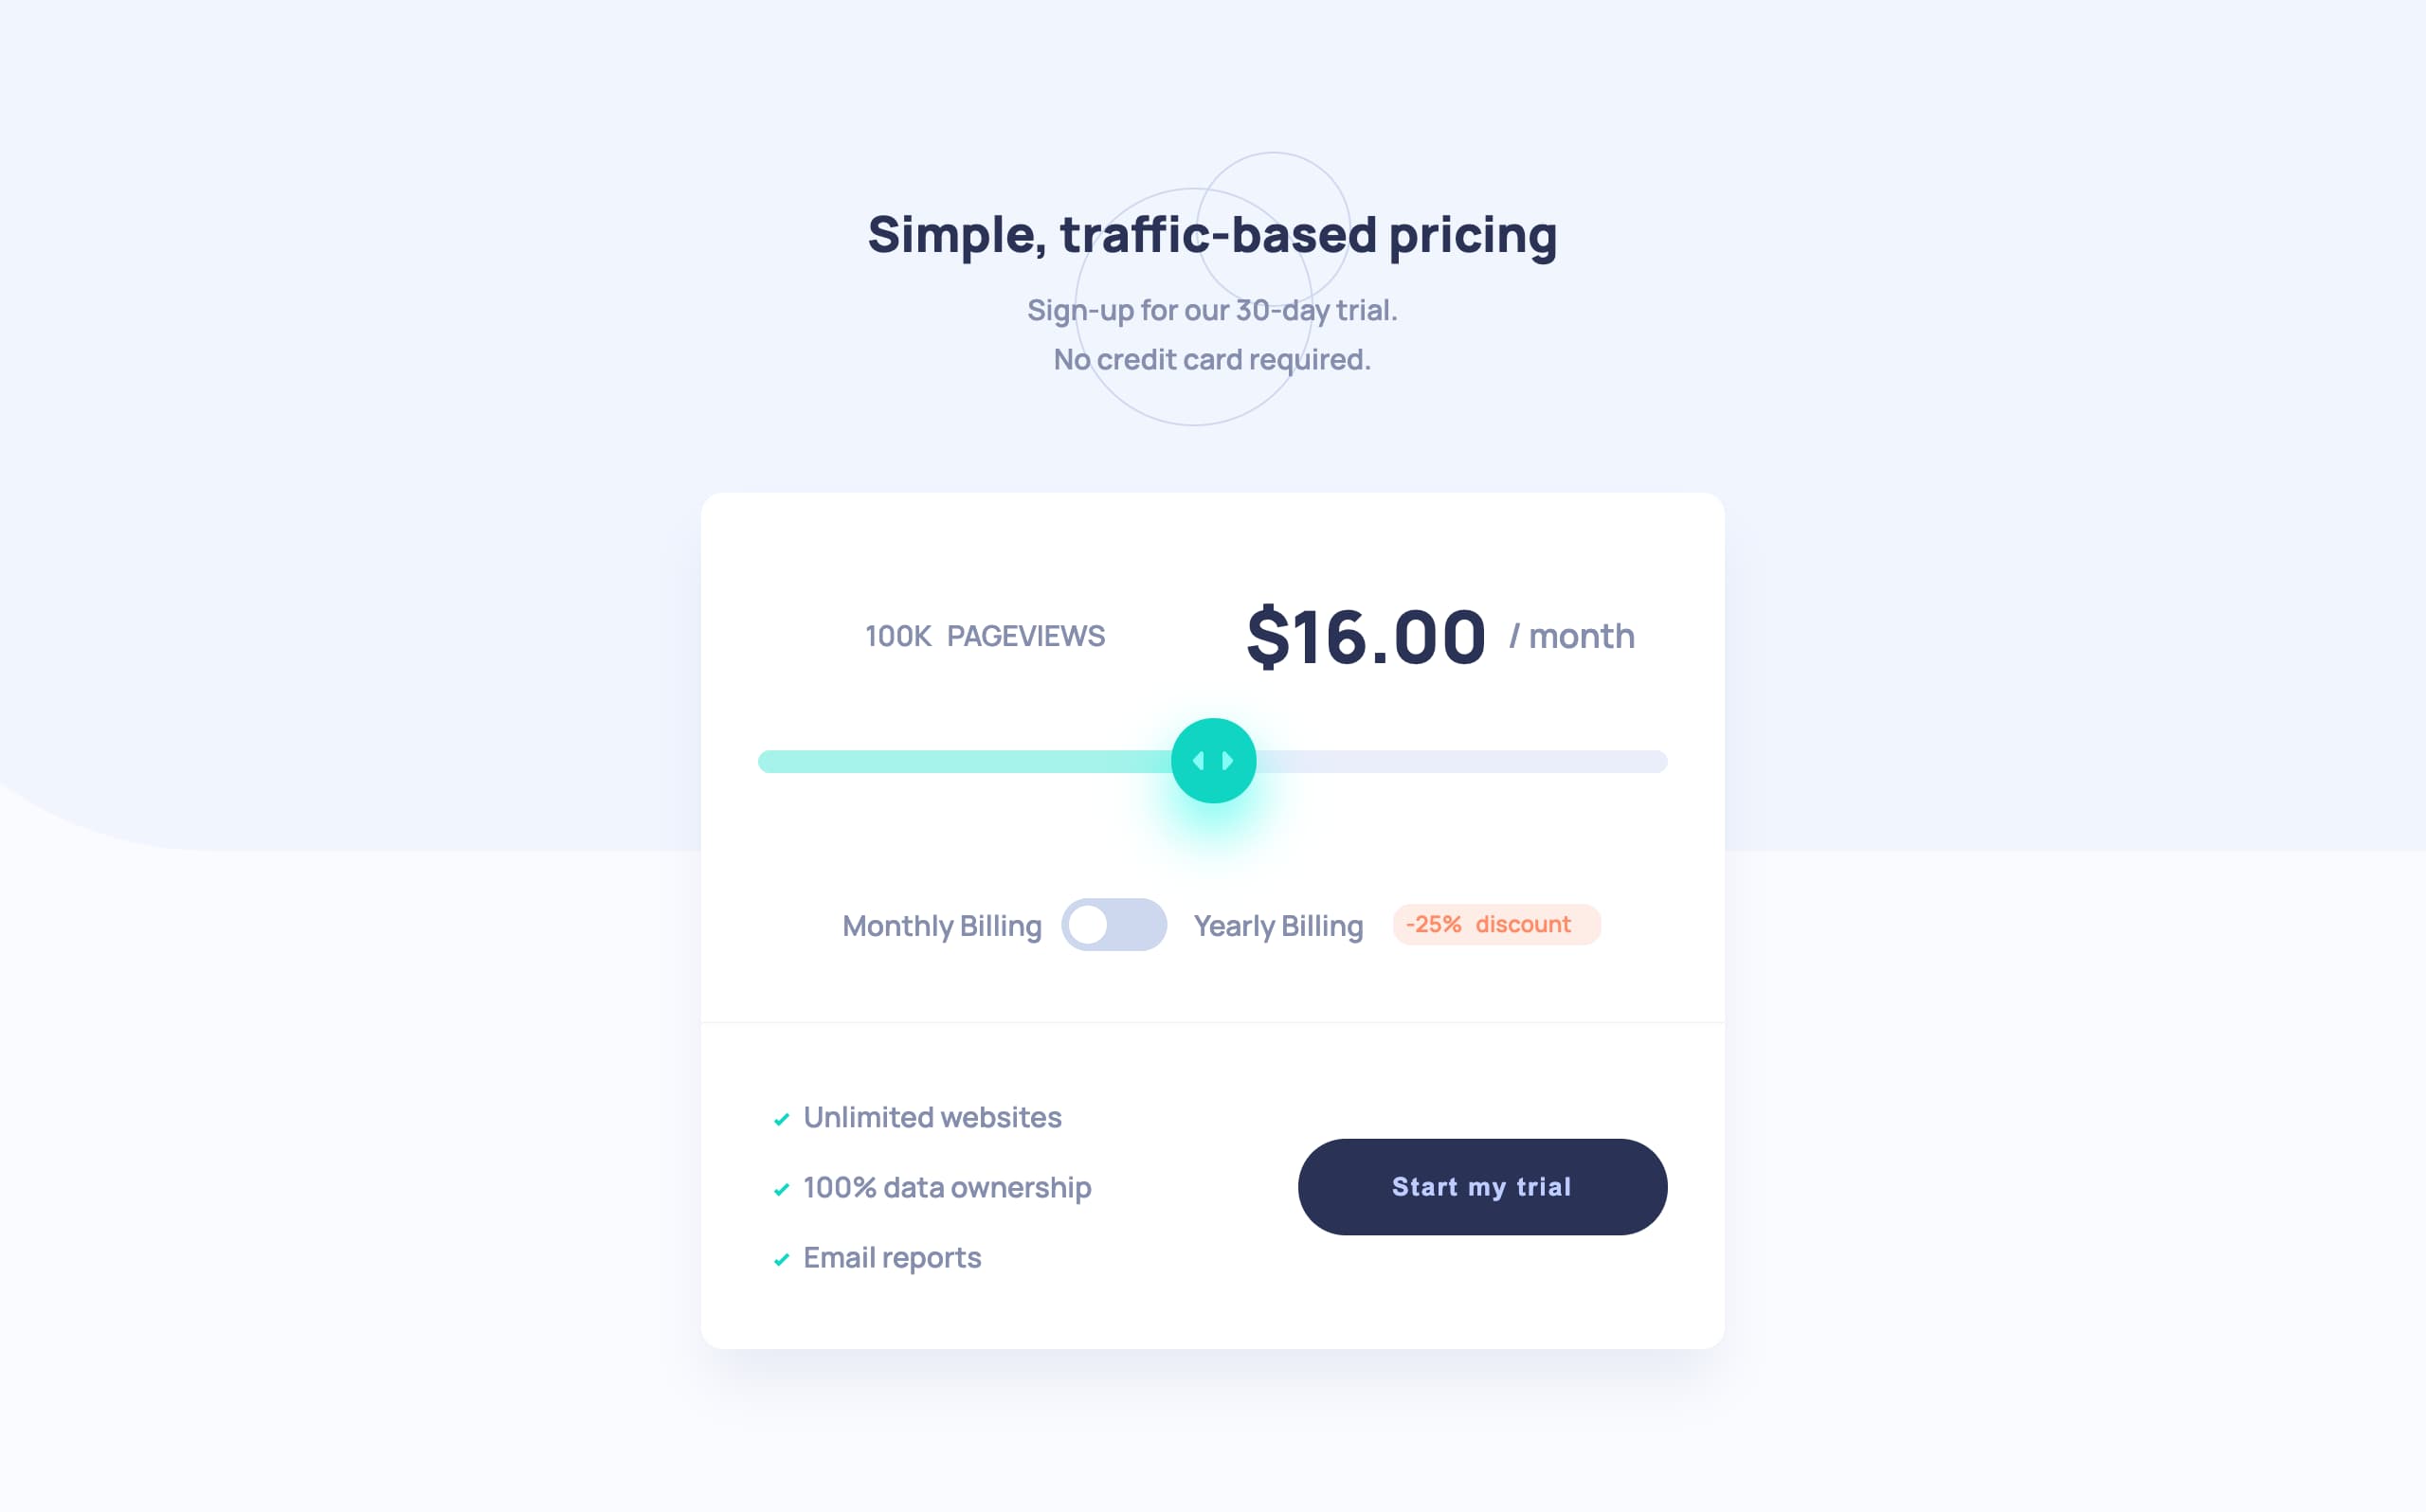 Simple, traffic-based pricing
Sign-up for our 30-day trial.
No credit card required.
100K PAGEVIEWS
$16.00 / month
Monthly Billing
Yearly Billing
-25% discount
Unlimited websites
100% data ownership
Email reports
Start my trial